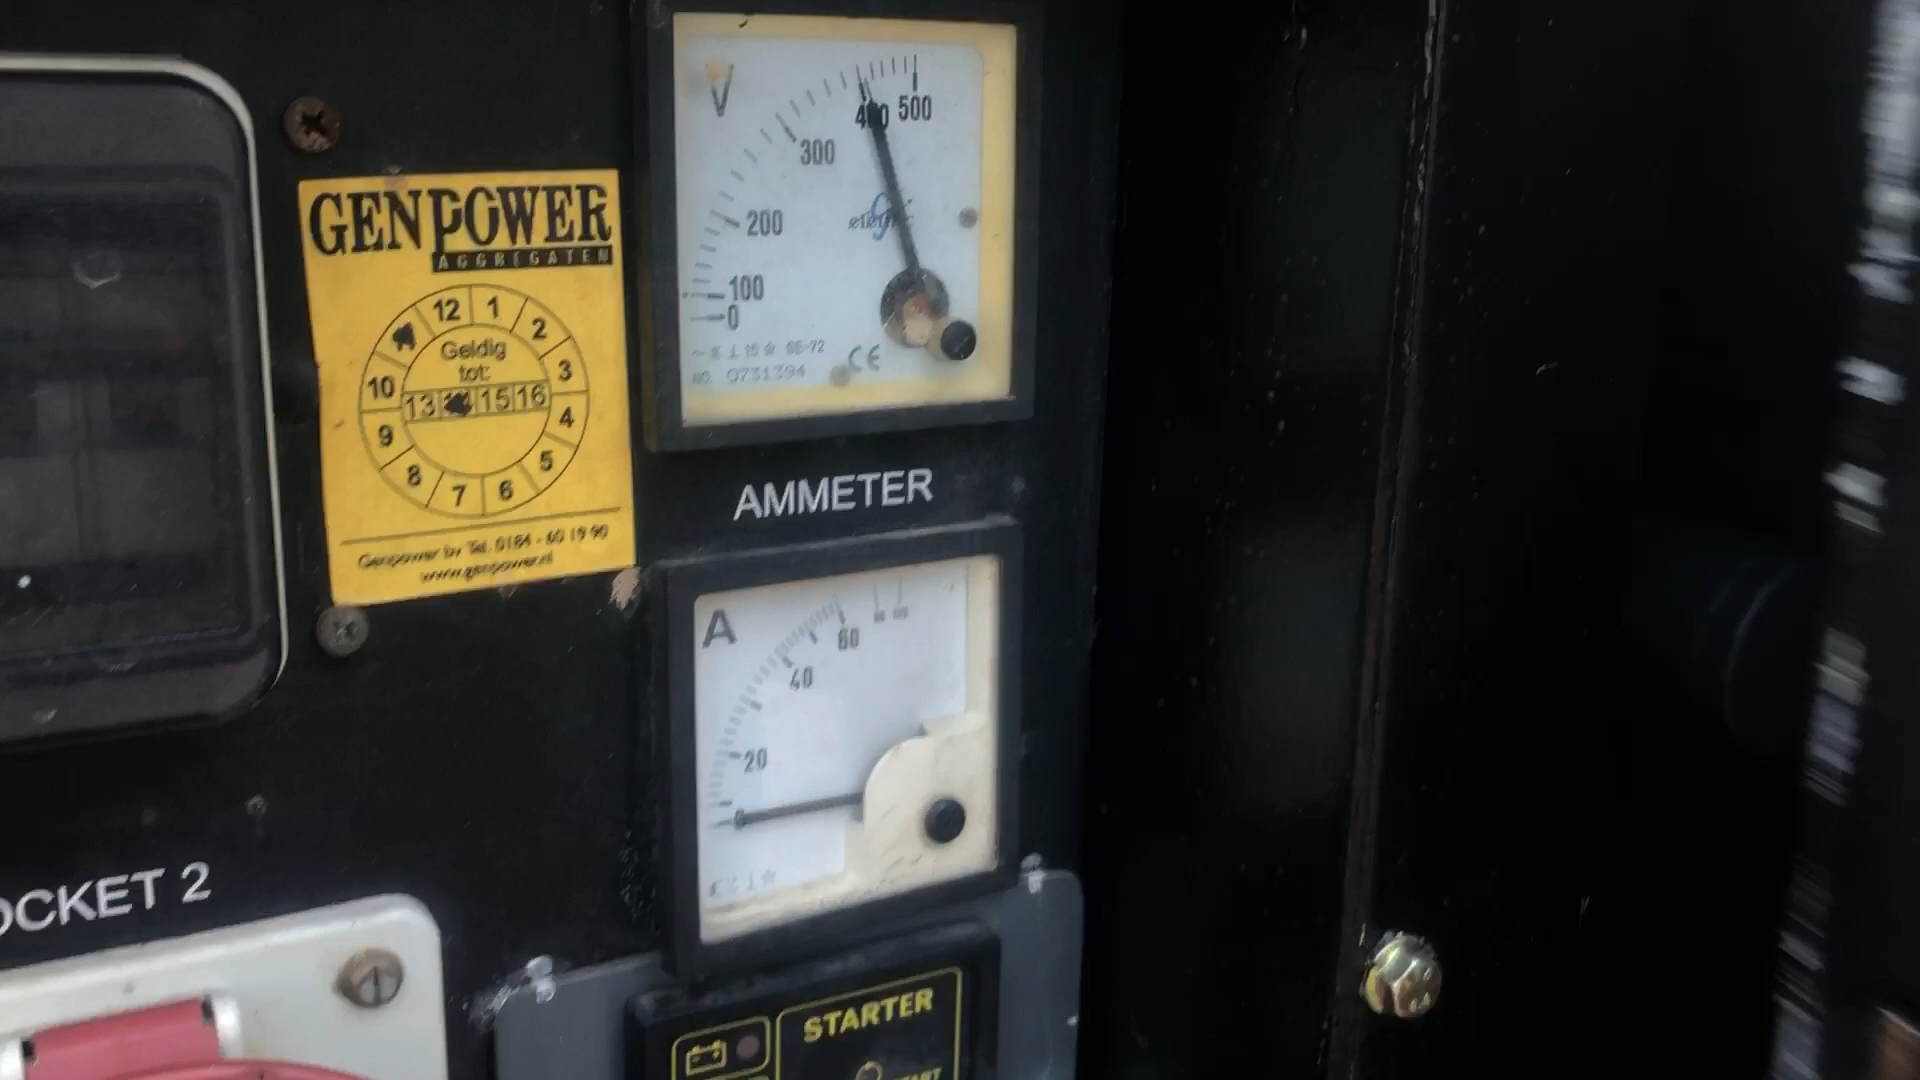 V
300
400
500
200
100
0
CE
NO. 0731394
GENPOWER
AGGREGATEN
12 1 2 3 4 5 6 7 8 9 10
Geldig
tot:
13 15 16
Genpower bv Tel. 0184 - 60 19 90
www.genpower.nl
AMMETER
A
60
40
20
0
OCKET 2
STARTER